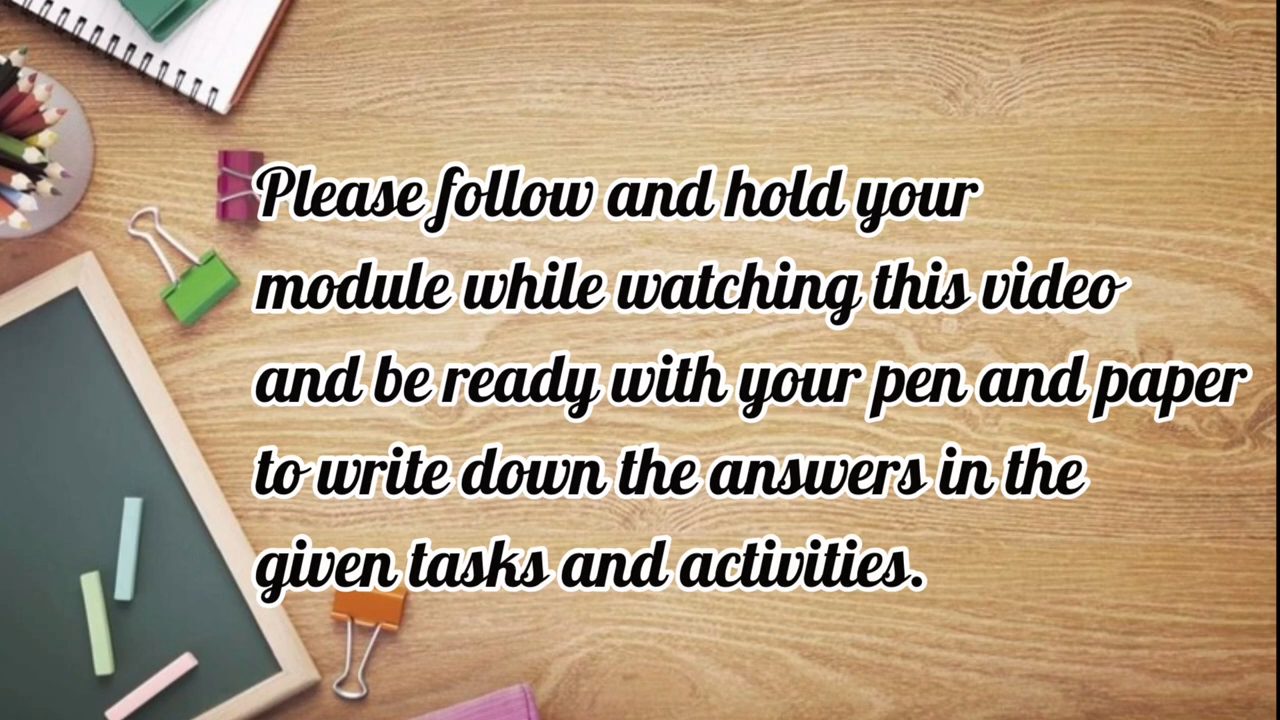 Please follow and hold your
module while watching this video
and be ready with your pen and paper
to write down the answers in the
given tasks and activities.